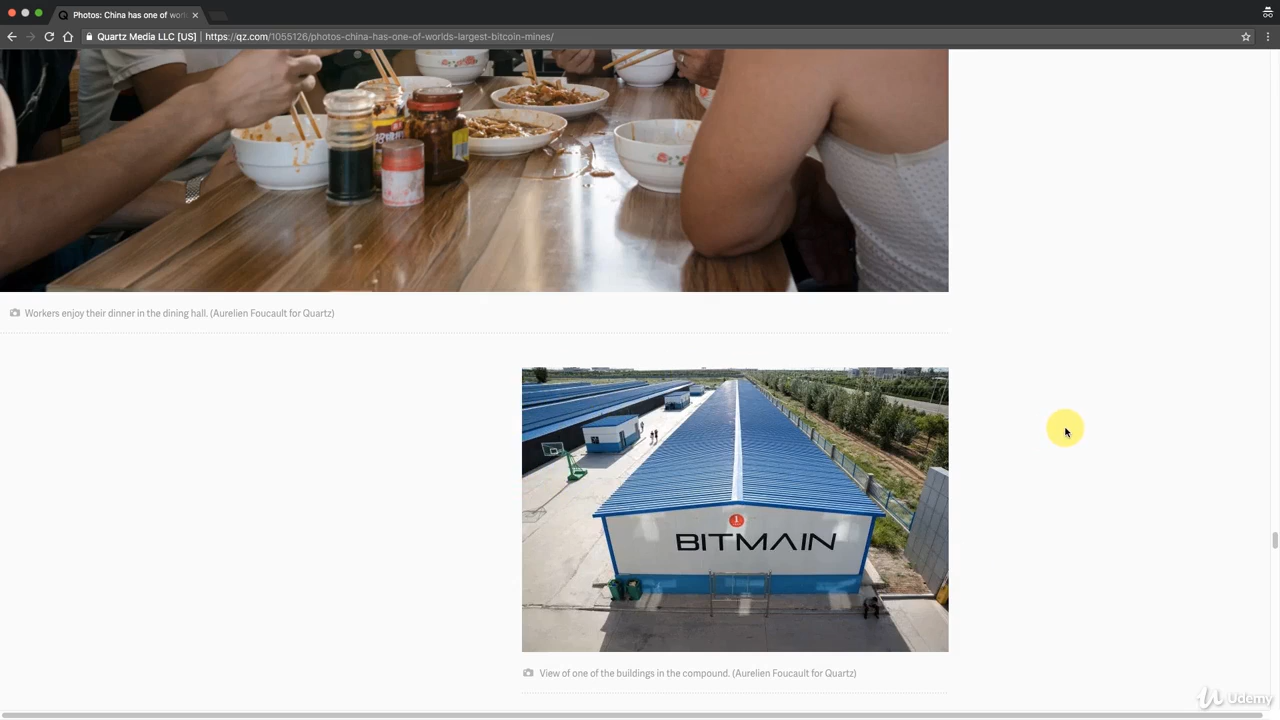 Photos: China has one of worl
Quartz Media LLC [US] | https://qz.com/1055126/photos-china-has-one-of-worlds-largest-bitcoin-mines/
Workers enjoy their dinner in the dining hall. (Aurelien Foucault for Quartz)
1
BITMAIN
View of one of the buildings in the compound. (Aurelien Foucault for Quartz)
Udemy